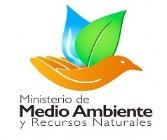 Ministerio de
Medio Ambiente
y Recursos Naturales